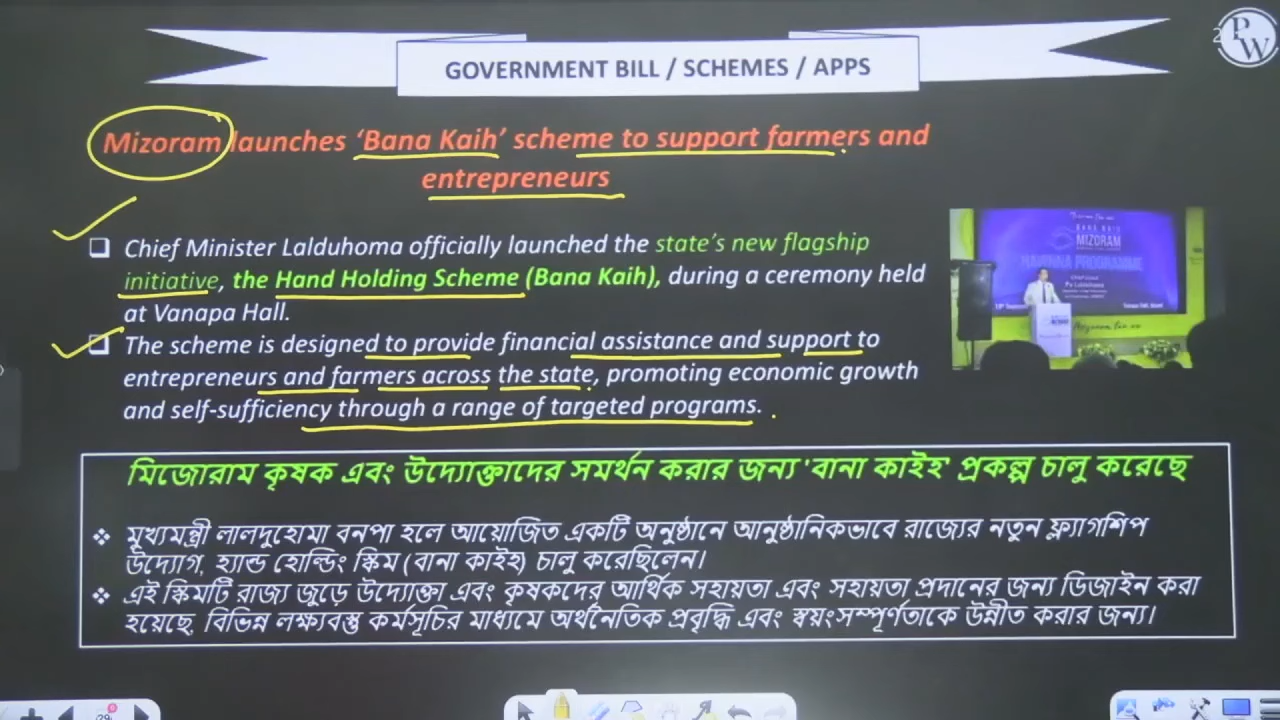 PW
GOVERNMENT BILL / SCHEMES / APPS
Mizoram launches ‘Bana Kaih’ scheme to support farmers and
entrepreneurs
❑ Chief Minister Lalduhoma officially launched the state’s new flagship
initiative, the Hand Holding Scheme (Bana Kaih), during a ceremony held
at Vanapa Hall.
❑ The scheme is designed to provide financial assistance and support to
entrepreneurs and farmers across the state, promoting economic growth
and self-sufficiency through a range of targeted programs.
BANA KAIH
MIZORAM
PROGRAMME
মিজোরাম কৃষক এবং উদ্যোক্তাদের সমর্থন করার জন্য 'বানা কাইহ' প্রকল্প চালু করেছে
❖ মুখ্যমন্ত্রী লালদুহোমা বনপা হলে আয়োজিত একটি অনুষ্ঠানে আনুষ্ঠানিকভাবে রাজ্যের নতুন ফ্ল্যাগশিপ
উদ্যোগ, হ্যান্ড হোল্ডিং স্কিম (বানা কাইহ) চালু করেছিলেন।
❖ এই স্কিমটি রাজ্য জুড়ে উদ্যোক্তা এবং কৃষকদের আর্থিক সহায়তা এবং সহায়তা প্রদানের জন্য ডিজাইন করা
হয়েছে, বিভিন্ন লক্ষ্যবস্তু কর্মসূচির মাধ্যমে অর্থনৈতিক প্রবৃদ্ধি এবং স্বয়ংসম্পূর্ণতাকে উন্নীত করার জন্য।